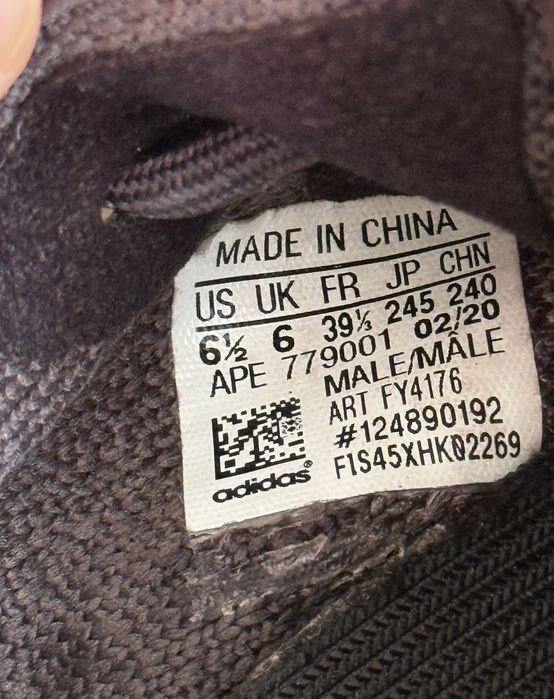 MADE IN CHINA
US UK FR JP CHN
6½ 6 39⅓ 245 240
APE 779001 02/20
MALE/MÂLE
ART FY4176
#124890192
F1S45XHK02269
adidas®